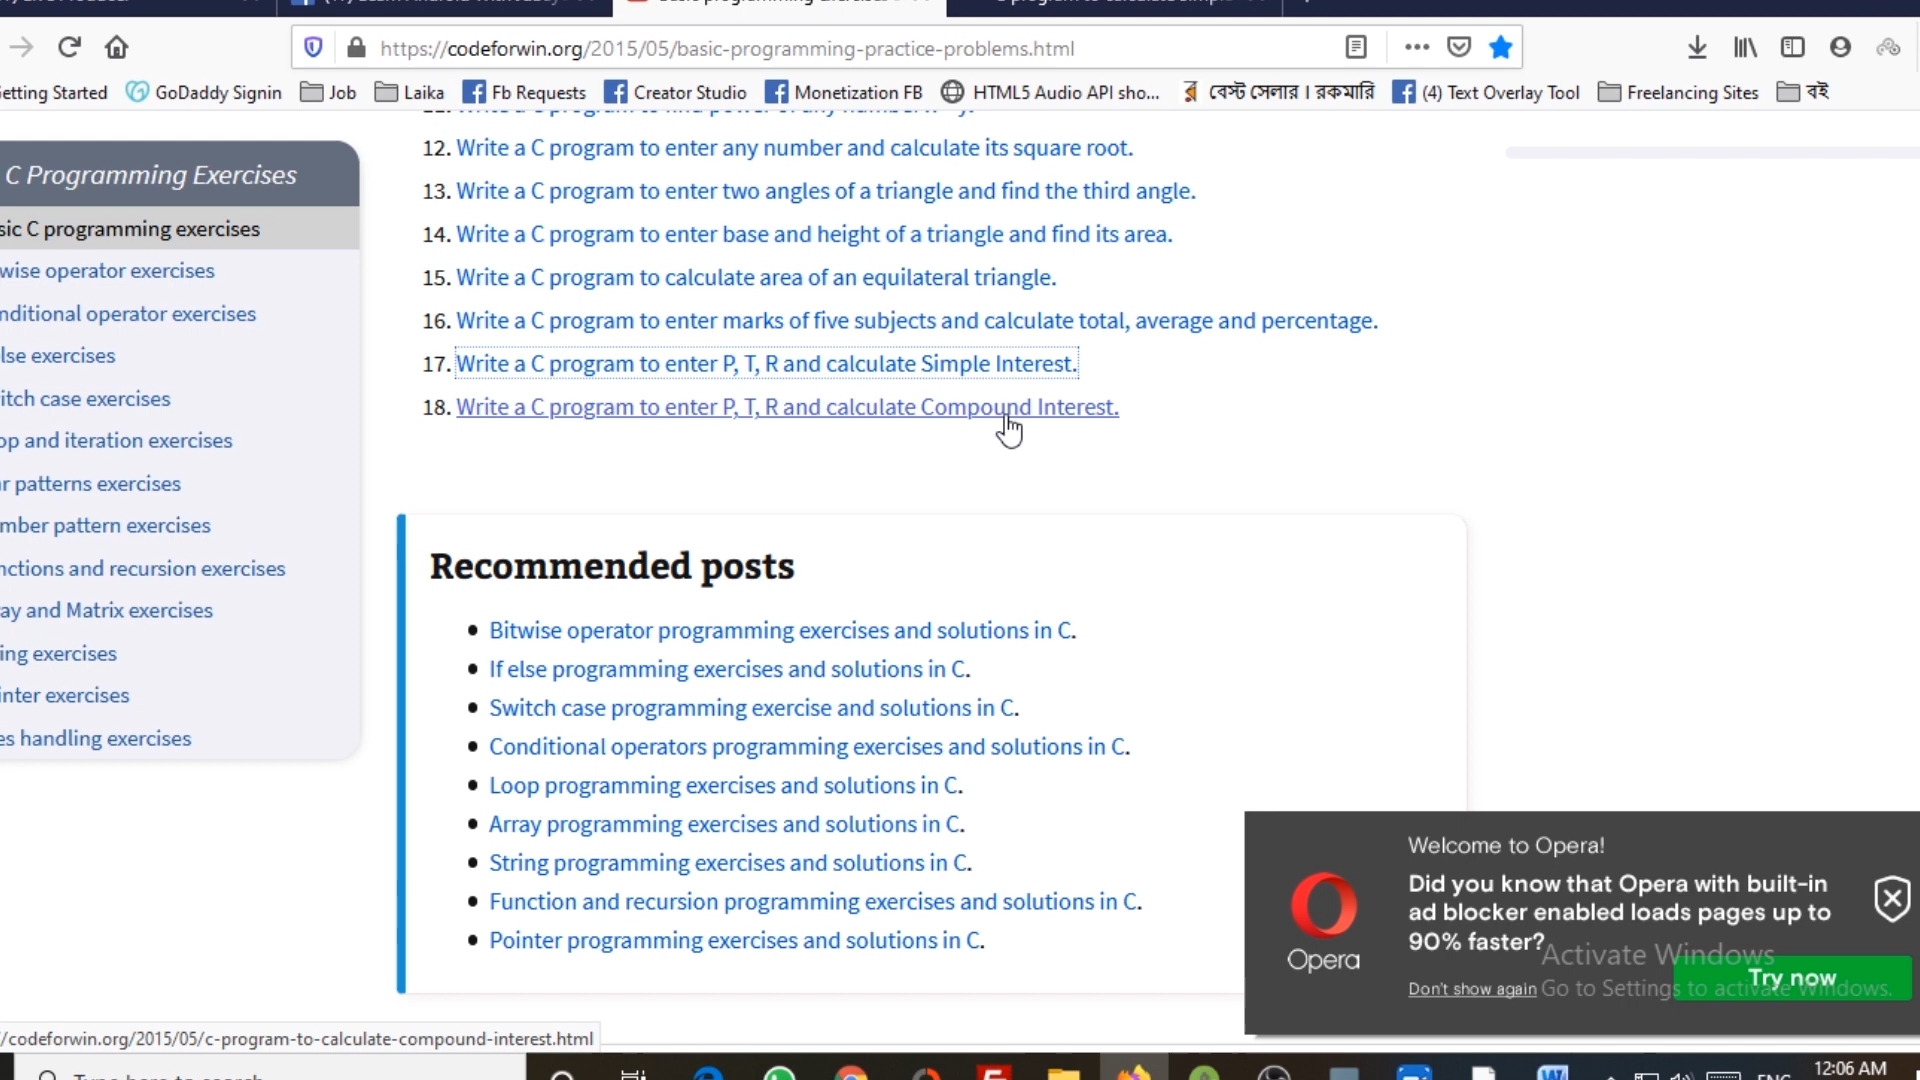 https://codeforwin.org/2015/05/basic-programming-practice-problems.html
Getting Started GoDaddy Signin Job Laika Fb Requests Creator Studio Monetization FB HTML5 Audio API sho... বেস্ট সেলার । রকমারি (4) Text Overlay Tool Freelancing Sites বই
12. Write a C program to enter any number and calculate its square root.
13. Write a C program to enter two angles of a triangle and find the third angle.
14. Write a C program to enter base and height of a triangle and find its area.
15. Write a C program to calculate area of an equilateral triangle.
16. Write a C program to enter marks of five subjects and calculate total, average and percentage.
17. Write a C program to enter P, T, R and calculate Simple Interest.
18. Write a C program to enter P, T, R and calculate Compound Interest.
C Programming Exercises
sic C programming exercises
wise operator exercises
nditional operator exercises
lse exercises
itch case exercises
op and iteration exercises
r patterns exercises
mber pattern exercises
nctions and recursion exercises
ay and Matrix exercises
ing exercises
inter exercises
es handling exercises
Recommended posts
Bitwise operator programming exercises and solutions in C.
If else programming exercises and solutions in C.
Switch case programming exercise and solutions in C.
Conditional operators programming exercises and solutions in C.
Loop programming exercises and solutions in C.
Array programming exercises and solutions in C.
String programming exercises and solutions in C.
Function and recursion programming exercises and solutions in C.
Pointer programming exercises and solutions in C.
Opera
Welcome to Opera!
Did you know that Opera with built-in
ad blocker enabled loads pages up to
90% faster?
Don't show again
Try now
Activate Windows
Go to Settings to activate Windows.
/codeforwin.org/2015/05/c-program-to-calculate-compound-interest.html
12:06 AM